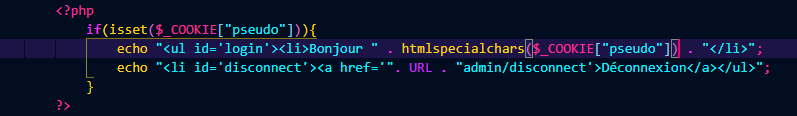 <?php
if(isset($_COOKIE["pseudo"])){
echo "<ul id='login'><li>Bonjour " . htmlspecialchars($_COOKIE["pseudo"]) . "</li>";
echo "<li id='disconnect'><a href='". URL . "admin/disconnect'>Déconnexion</a></ul>";
}
?>